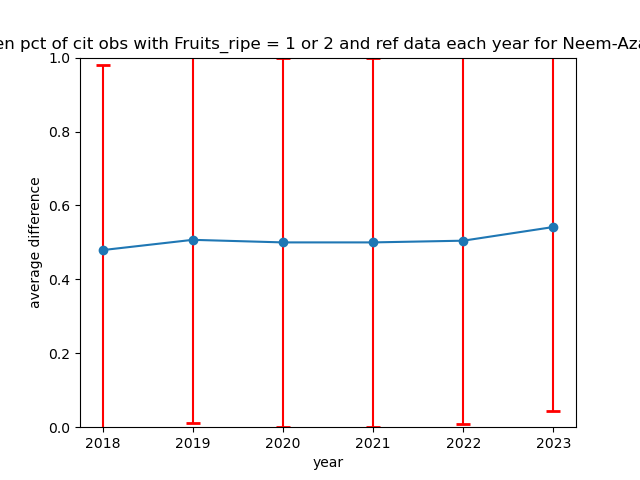 en pct of cit obs with Fruits_ripe = 1 or 2 and ref data each year for Neem-Aza
1.0
0.8
0.6
0.4
0.2
0.0
average difference
2018 2019 2020 2021 2022 2023
year